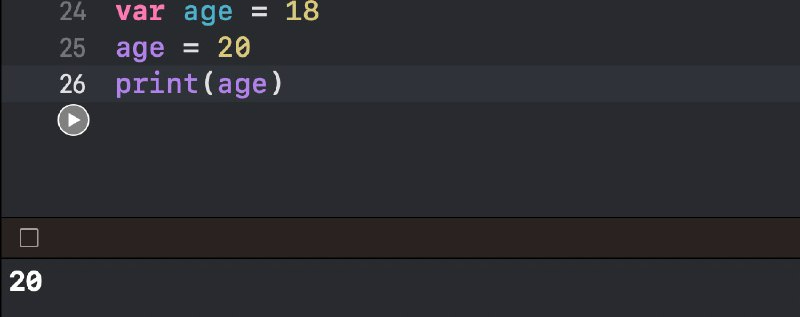 24 var age = 18
25 age = 20
26 print(age)
20